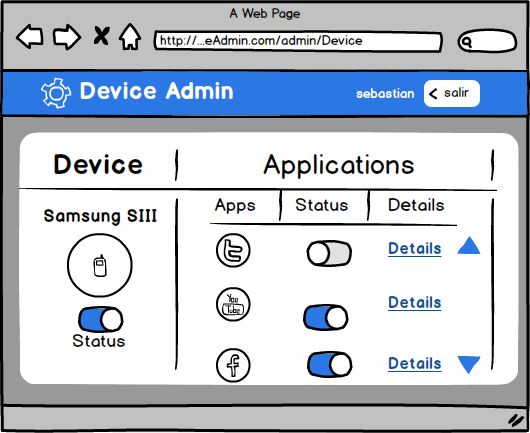 A Web Page
http://...eAdmin.com/admin/Device
Device Admin
sebastian
salir
Device
Applications
Apps
Status
Details
Samsung SIII
Status
Details
You
Tube
Details
Details